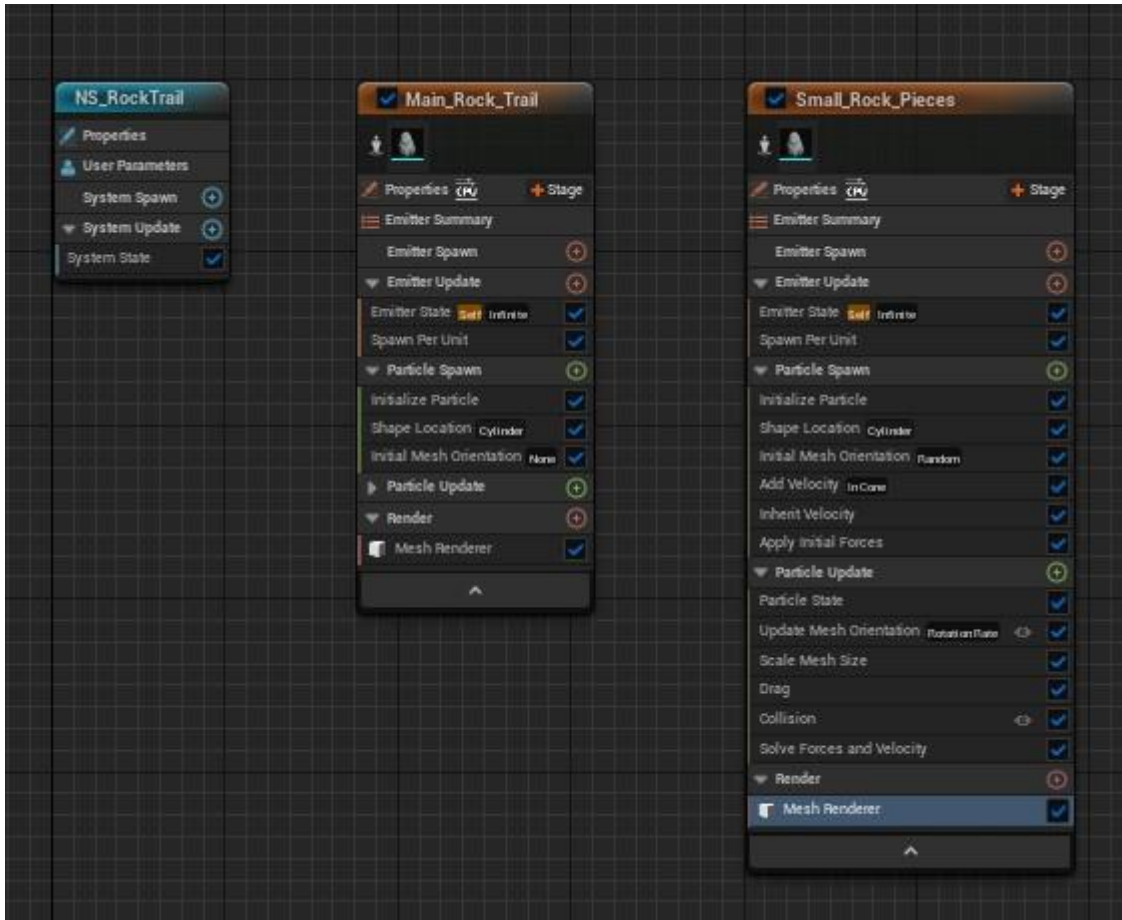 NS_RockTrail
Properties
User Parameters
System Spawn
System Update
System State
Main_Rock_Trail
Properties CPU Stage
Emitter Summary
Emitter Spawn
Emitter Update
Emitter State Self Infinite
Spawn Per Unit
Particle Spawn
Initialize Particle
Shape Location Cylinder
Initial Mesh Orientation None
Particle Update
Render
Mesh Renderer
Small_Rock_Pieces
Properties CPU Stage
Emitter Summary
Emitter Spawn
Emitter Update
Emitter State Self Infinite
Spawn Per Unit
Particle Spawn
Initialize Particle
Shape Location Cylinder
Initial Mesh Orientation Random
Add Velocity In Cone
Inherit Velocity
Apply Initial Forces
Particle Update
Particle State
Update Mesh Orientation Rotation Rate
Scale Mesh Size
Drag
Collision
Solve Forces and Velocity
Render
Mesh Renderer